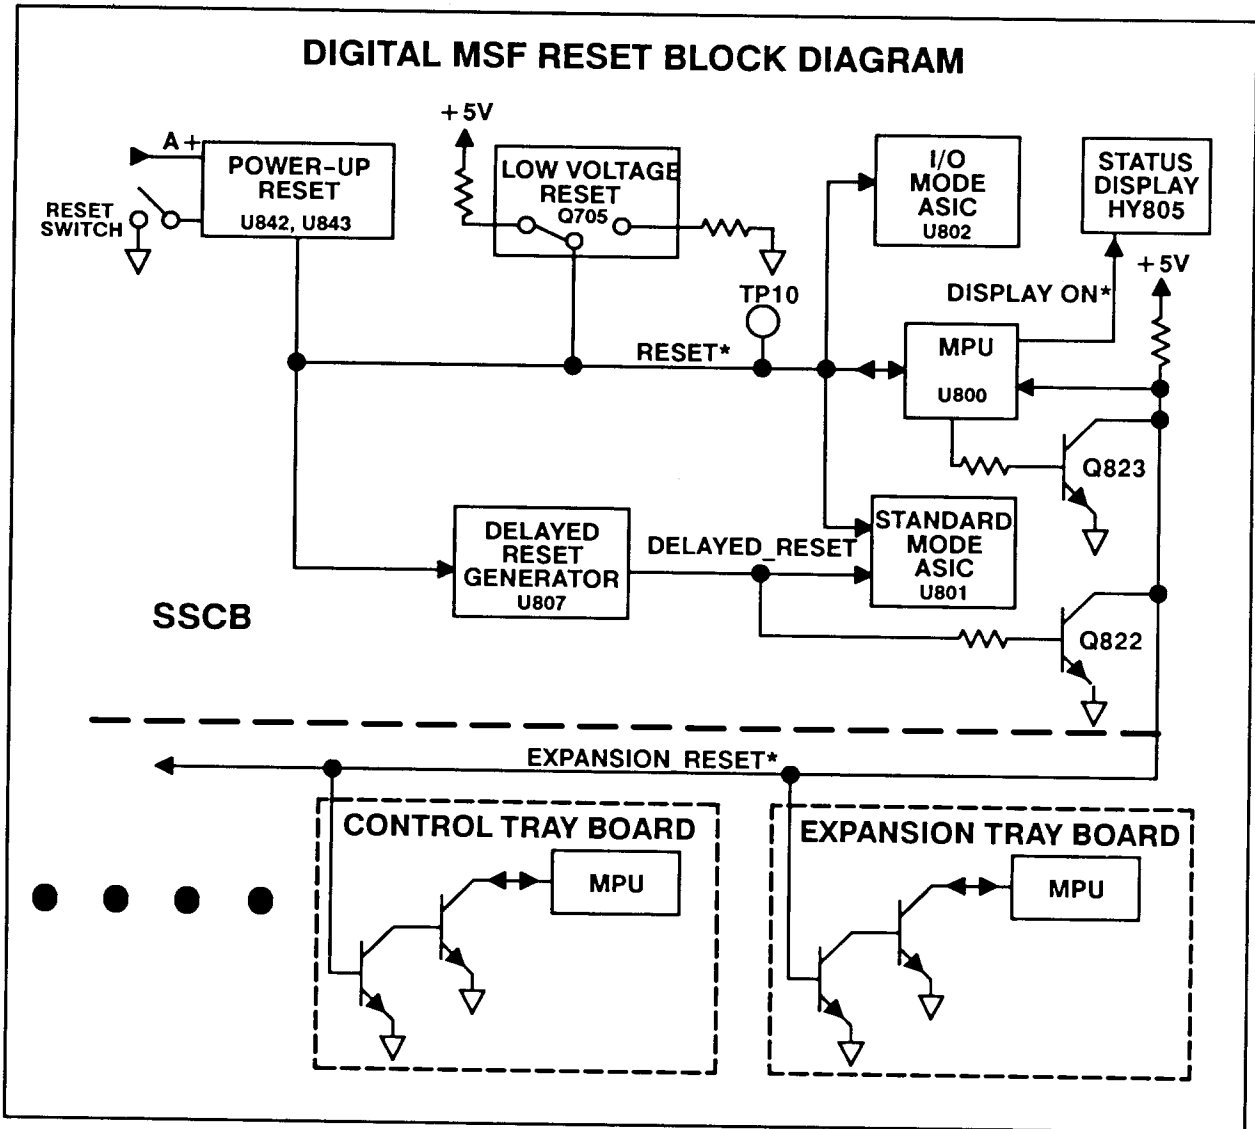 DIGITAL MSF RESET BLOCK DIAGRAM
A+
POWER-UP
RESET
U842, U843
RESET
SWITCH
+5V
LOW VOLTAGE
RESET
Q705
TP10
RESET*
I/O
MODE
ASIC
U802
STATUS
DISPLAY
HY805
DISPLAY ON*
+5V
MPU
U800
Q823
DELAYED
RESET
GENERATOR
U807
DELAYED_RESET
STANDARD
MODE
ASIC
U801
Q822
SSCB
EXPANSION RESET*
CONTROL TRAY BOARD
MPU
EXPANSION TRAY BOARD
MPU